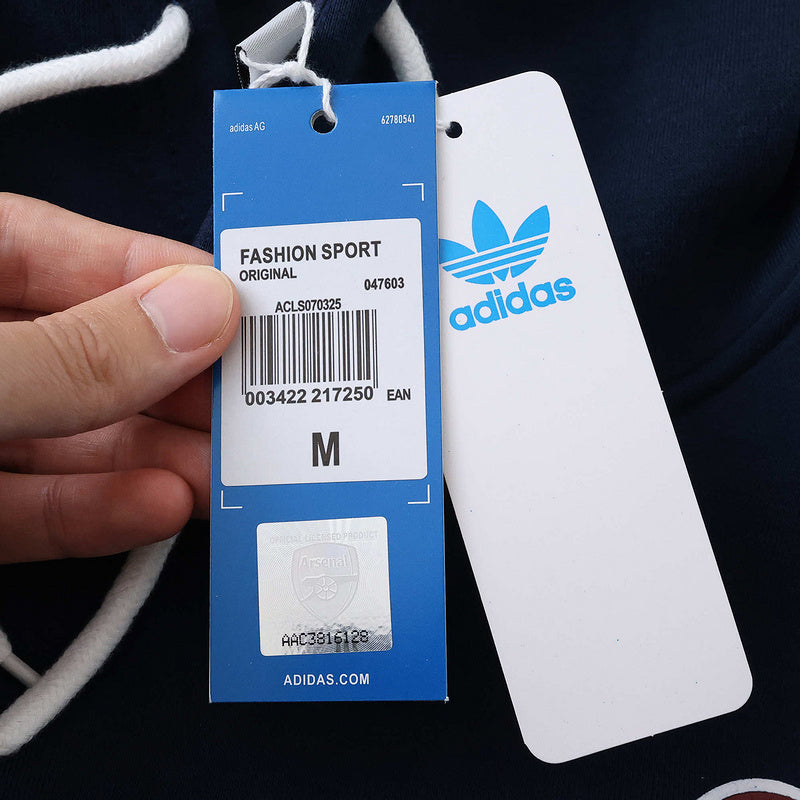 adidas AG
62780541
FASHION SPORT
ORIGINAL
047603
ACLS070325
003422 217250 EAN
M
OFFICIAL LICENSED PRODUCT
Arsenal
AAC3816128
ADIDAS.COM
adidas